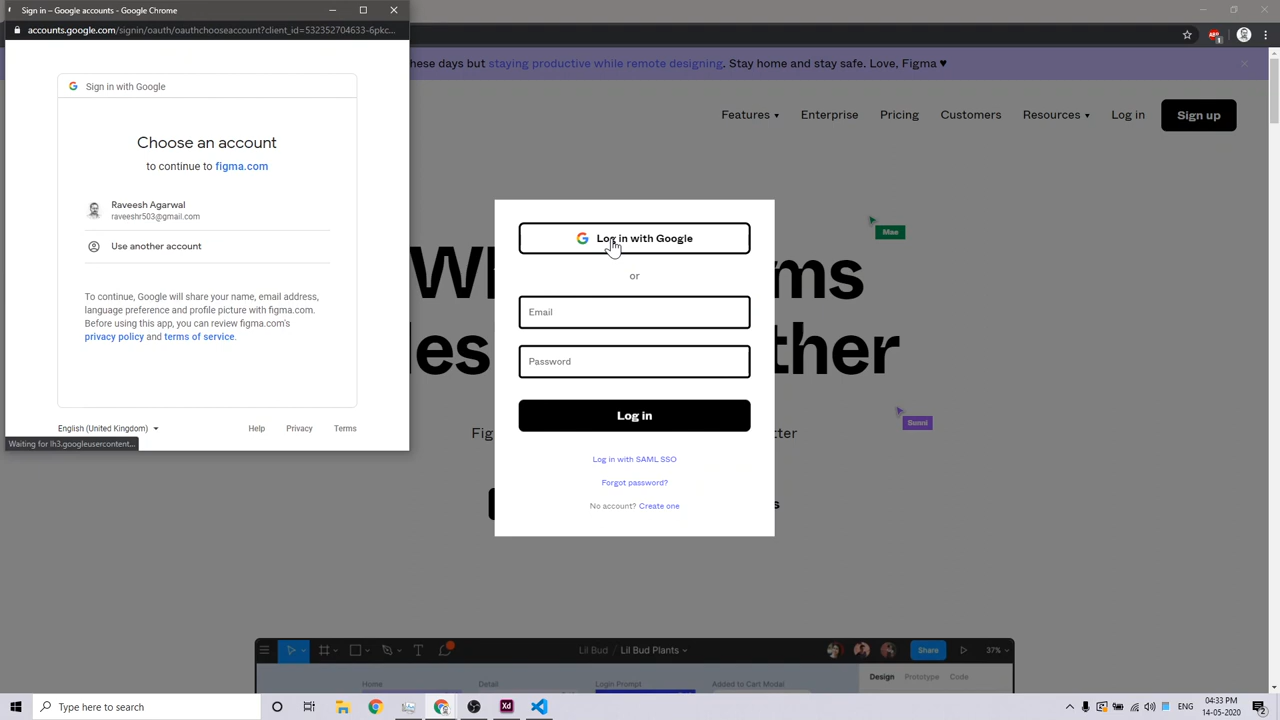 Sign in – Google accounts - Google Chrome
accounts.google.com/signin/oauth/oauthchooseaccount?client_id=532352704633-6pkc...
Sign in with Google
Choose an account
to continue to figma.com
Raveesh Agarwal
raveeshr503@gmail.com
Use another account
To continue, Google will share your name, email address,
language preference and profile picture with figma.com.
Before using this app, you can review figma.com's
privacy policy and terms of service.
English (United Kingdom)
Help
Privacy
Terms
Waiting for lh3.googleusercontent...
these days but staying productive while remote designing. Stay home and stay safe. Love, Figma ♥
Features
Enterprise
Pricing
Customers
Resources
Log in
Sign up
Mae
Senni
Log in with Google
or
Email
Password
Log in
Log in with SAML SSO
Forgot password?
No account? Create one
Lil Bud / Lil Bud Plants
Share
37%
Home
Detail
Login Prompt
Added to Cart Modal
Design
Prototype
Code
Type here to search
ENG
04:33 PM
14-05-2020
2